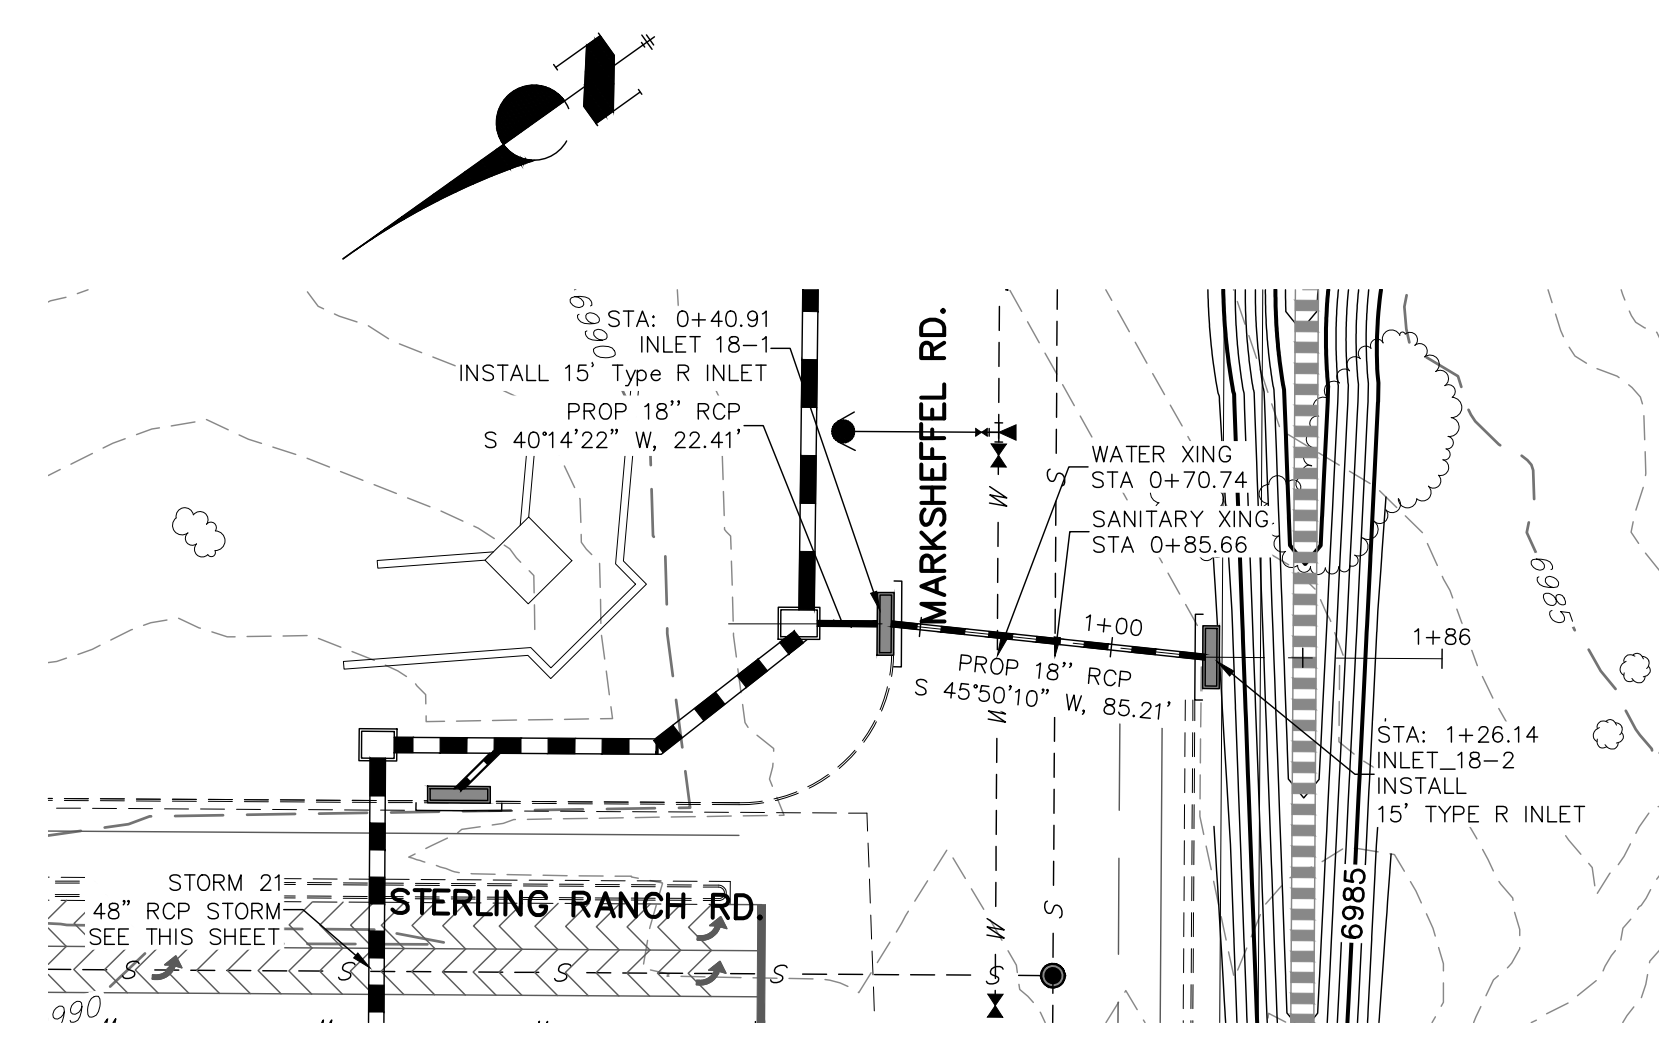 6990
STA: 0+40.91
INLET 18-1
INSTALL 15' Type R INLET
PROP 18'' RCP
S 40°14'22" W, 22.41'
MARKSHEFFEL RD.
WATER XING
STA 0+70.74
SANITARY XING
STA 0+85.66
S
W
6985
1+00
1+86
PROP 18'' RCP
S 45°50'10" W, 85.21'
W
STA: 1+26.14
INLET_18-2
INSTALL
15' TYPE R INLET
STORM 21
48" RCP STORM
SEE THIS SHEET
STERLING RANCH RD.
6985
S
W
S
S
S
S
S
990